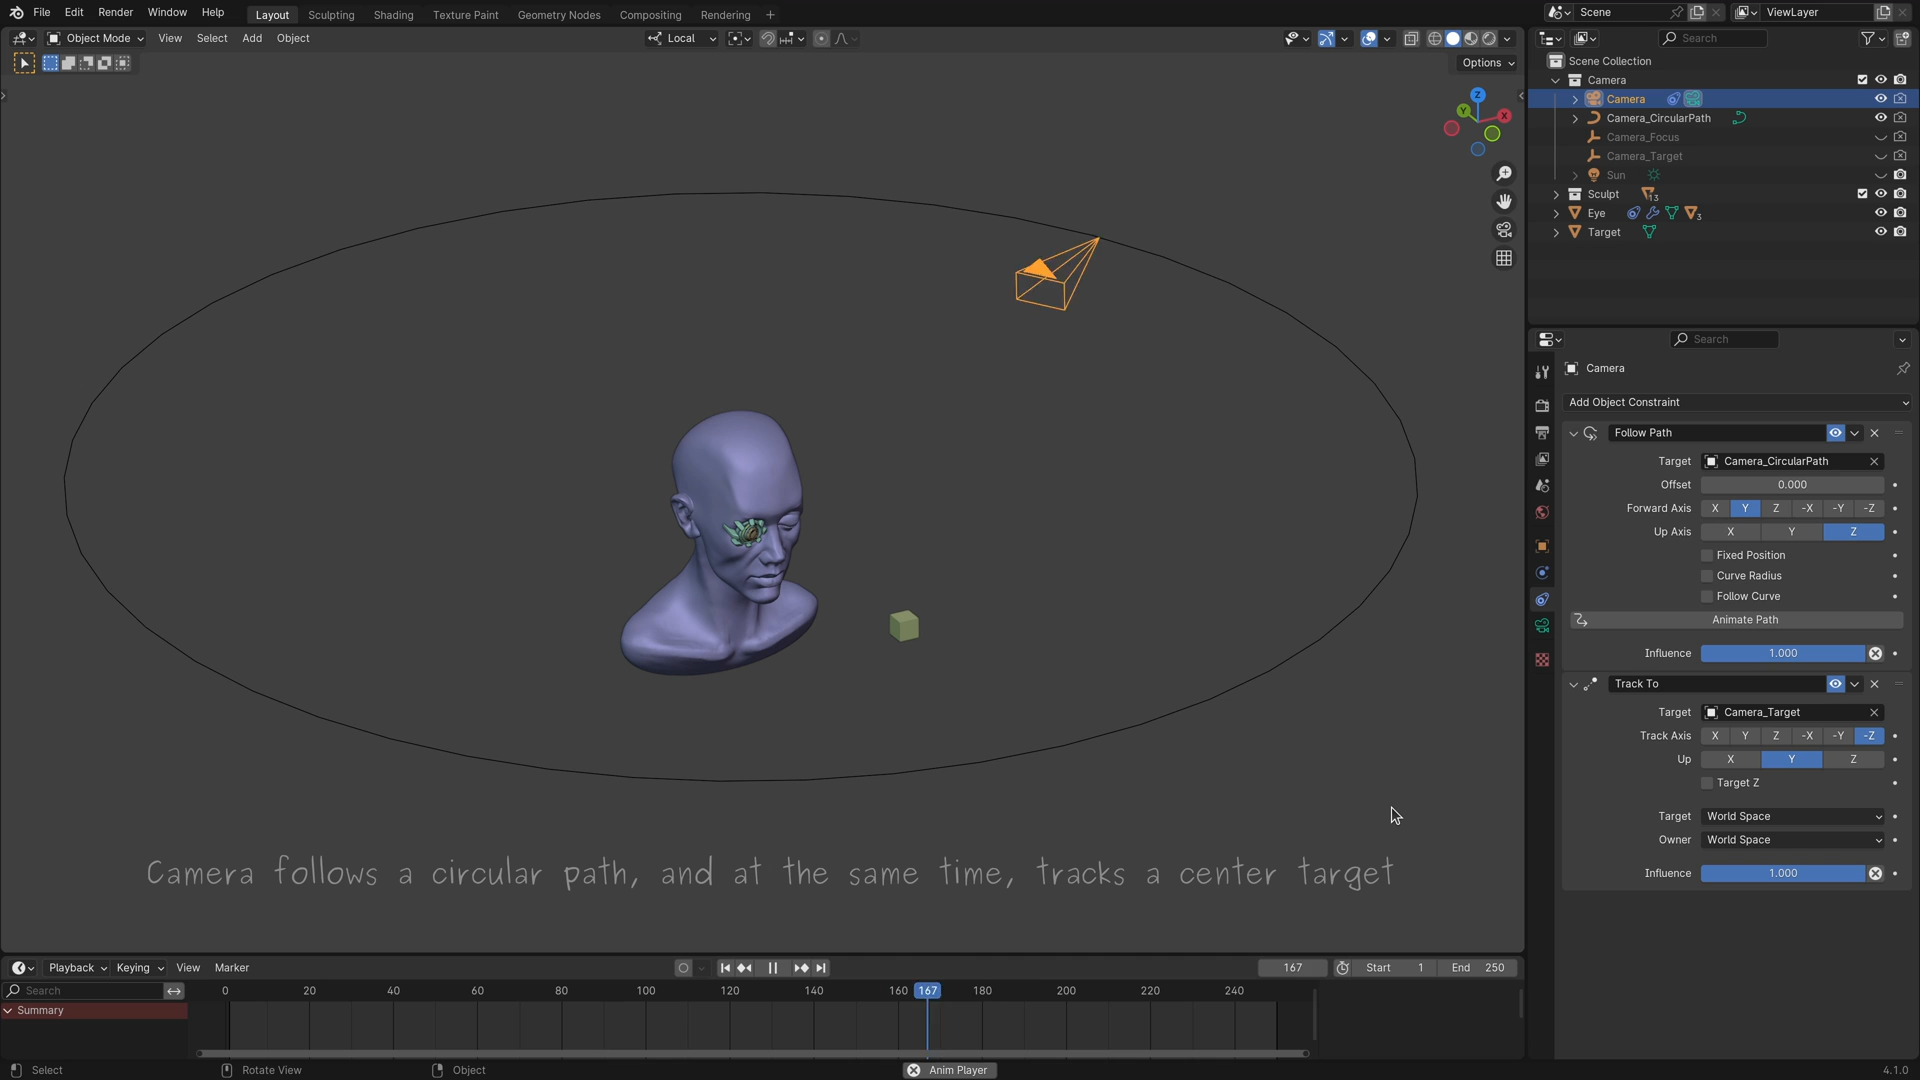 File Edit Render Window Help Layout Sculpting Shading Texture Paint Geometry Nodes Compositing Rendering +
Scene
ViewLayer
Object Mode View Select Add Object
Local
Options
Search
Scene Collection
Camera
Camera
Camera_CircularPath
Camera_Focus
Camera_Target
Sun
Sculpt 13
Eye 3
Target
Z
Y
X
Search
Camera
Add Object Constraint
Follow Path
Target Camera_CircularPath
Offset 0.000
Forward Axis X Y Z -X -Y -Z
Up Axis X Y Z
Fixed Position
Curve Radius
Follow Curve
Animate Path
Influence 1.000
Track To
Target Camera_Target
Track Axis X Y Z -X -Y -Z
Up X Y Z
Target Z
Target World Space
Owner World Space
Influence 1.000
Camera follows a circular path, and at the same time, tracks a center target
Playback Keying View Marker
167 Start 1 End 250
Search
0 20 40 60 80 100 120 140 160 167 180 200 220 240
Summary
Select Rotate View Object Anim Player 4.1.0